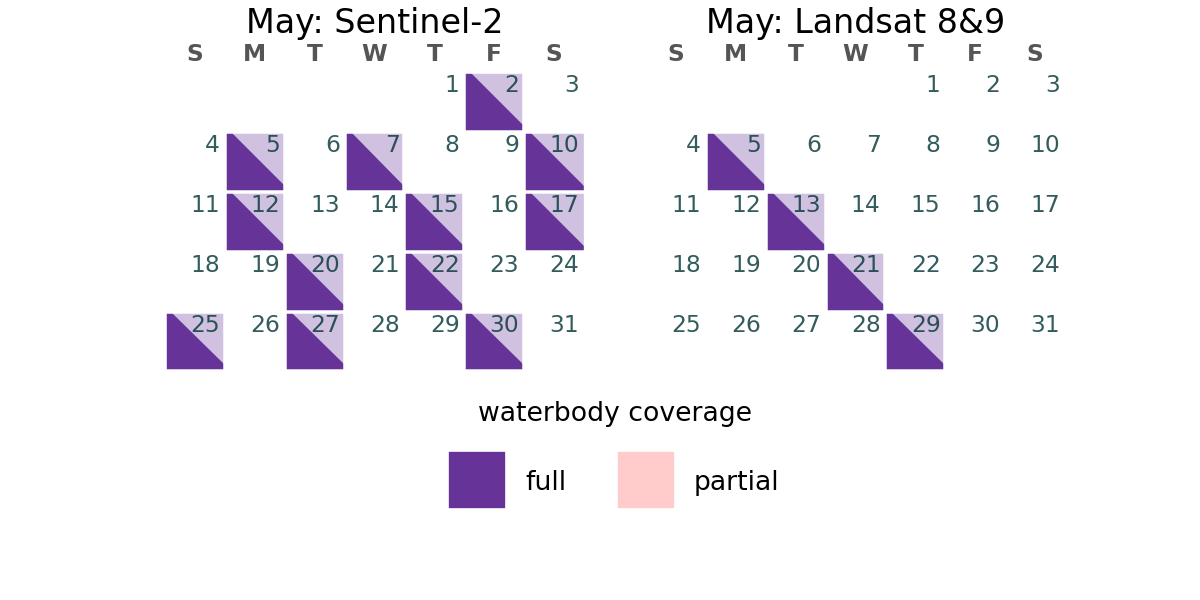 May: Sentinel-2
S M T W T F S
1 2 3
4 5 6 7 8 9 10
11 12 13 14 15 16 17
18 19 20 21 22 23 24
25 26 27 28 29 30 31
May: Landsat 8&9
S M T W T F S
1 2 3
4 5 6 7 8 9 10
11 12 13 14 15 16 17
18 19 20 21 22 23 24
25 26 27 28 29 30 31
waterbody coverage
full partial